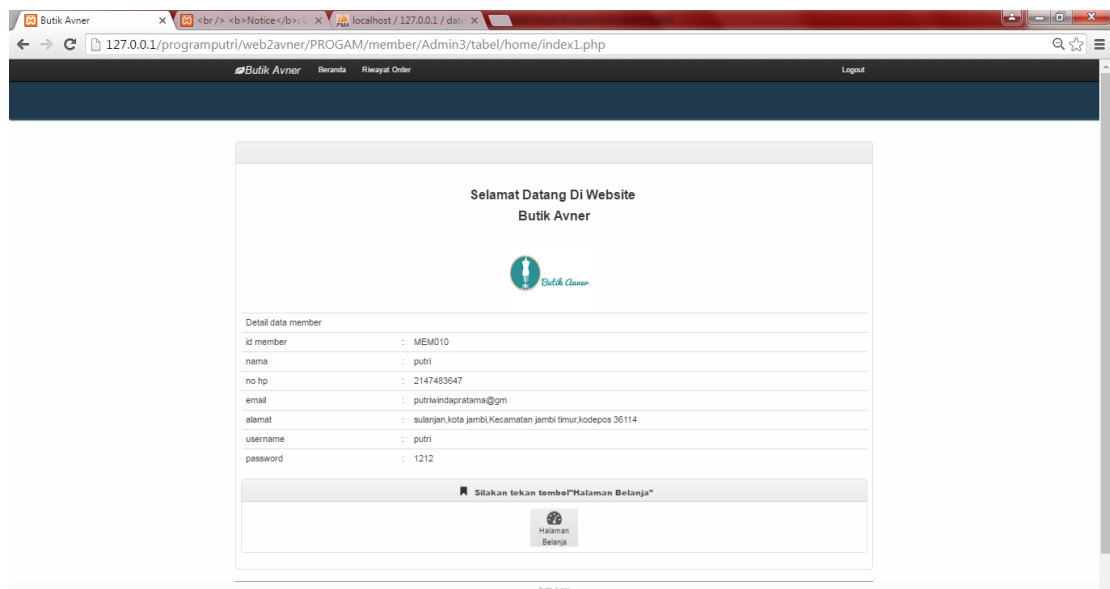 Butik Avner
<br /> <b>Notice</b>: U
localhost / 127.0.0.1 / data
127.0.0.1/programputri/web2avner/PROGAM/member/Admin3/tabel/home/index1.php
Butik Avner Beranda Riwayat Order Logout
Selamat Datang Di Website
Butik Avner
Butik Avner
Detail data member
id member : MEM010
nama : putri
no hp : 2147483647
email : putriwindapratama@gm
alamat : sulanjan,kota jambi,Kecamatan jambi timur,kodepos 36114
username : putri
password : 1212
Silakan tekan tombol"Halaman Belanja"
Halaman
Belanja